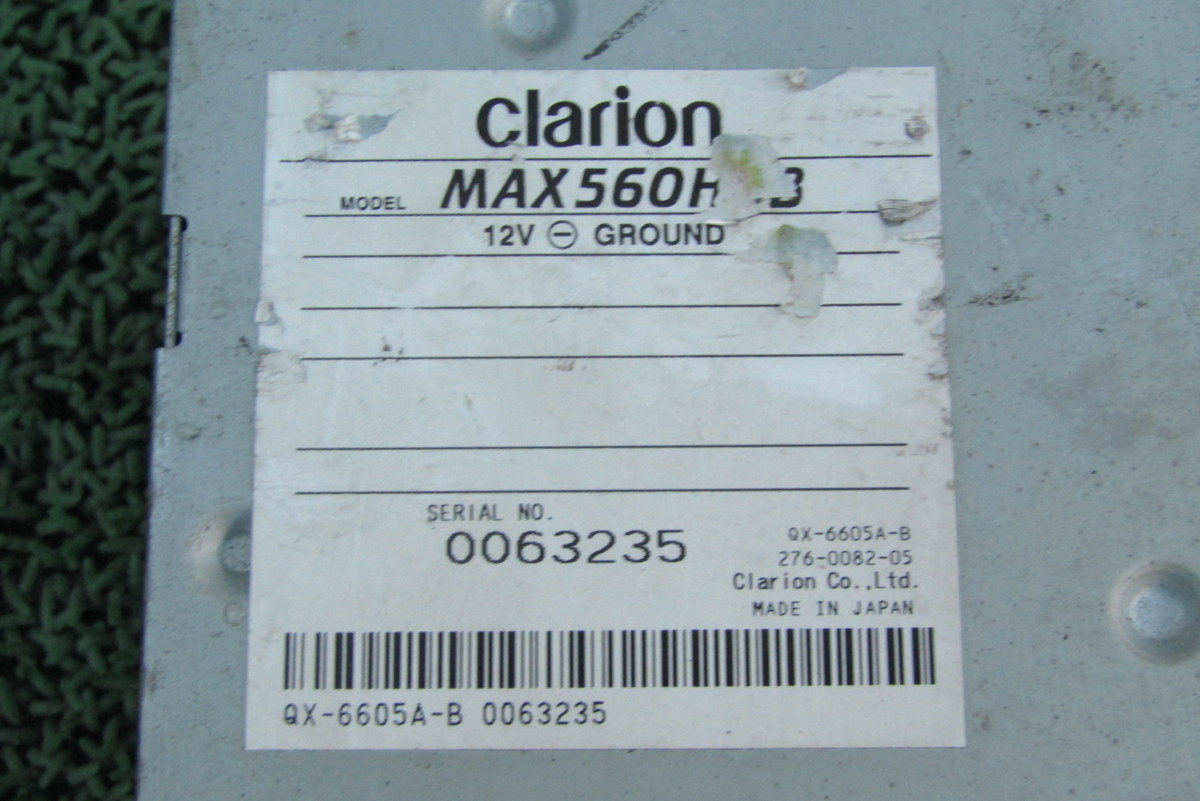 clarion
MODEL
12V ⊖ GROUND
SERIAL NO.
0063235
QX-6605A-B
276-0082-05
Clarion Co.,Ltd.
MADE IN JAPAN
QX-6605A-B 0063235